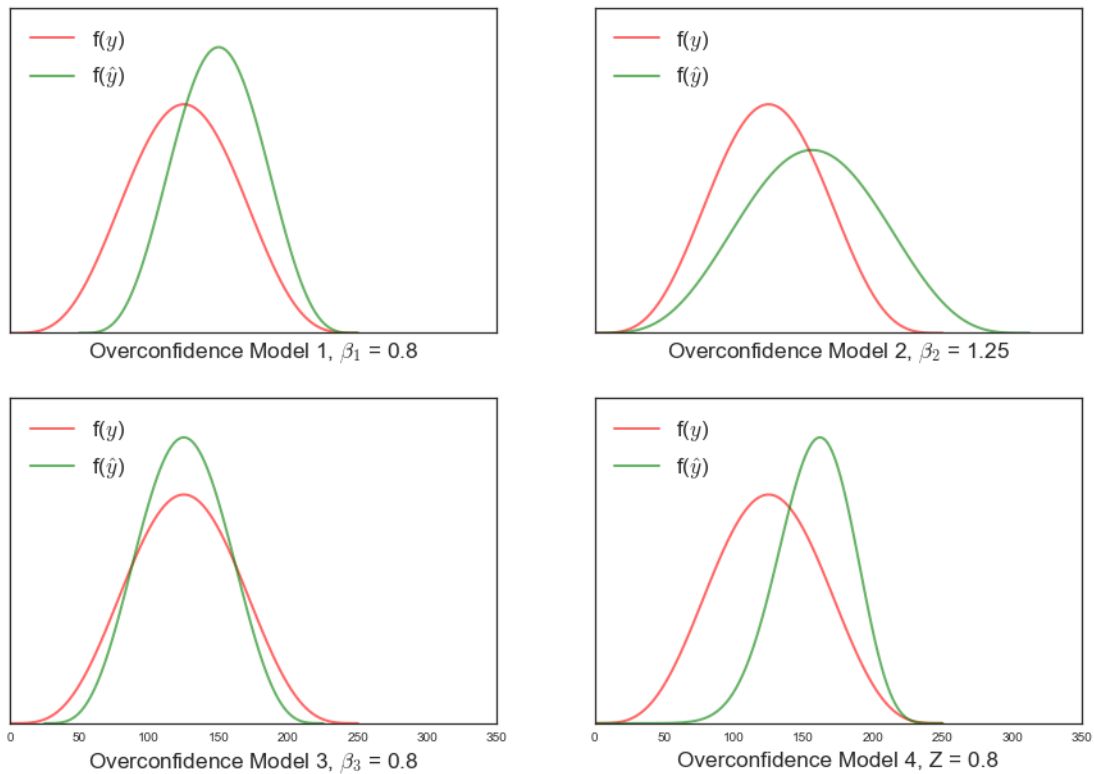 f(y)
f(ŷ)
Overconfidence Model 1, β₁ = 0.8
f(y)
f(ŷ)
Overconfidence Model 2, β₂ = 1.25
f(y)
f(ŷ)
0 50 100 150 200 250 300 350
Overconfidence Model 3, β₃ = 0.8
f(y)
f(ŷ)
0 50 100 150 200 250 300 350
Overconfidence Model 4, Z = 0.8